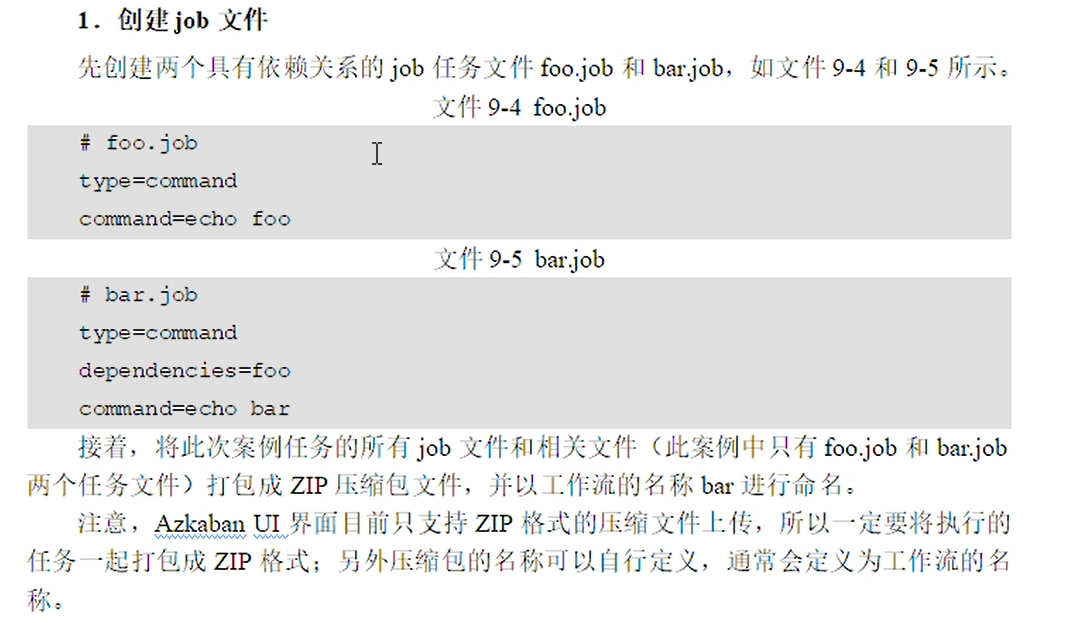 1．创建 job 文件
先创建两个具有依赖关系的 job 任务文件 foo.job 和 bar.job，如文件 9-4 和 9-5 所示。
文件 9-4 foo.job
# foo.job
type=command
command=echo foo
文件 9-5 bar.job
# bar.job
type=command
dependencies=foo
command=echo bar
接着，将此次案例任务的所有 job 文件和相关文件（此案例中只有 foo.job 和 bar.job
两个任务文件）打包成 ZIP 压缩包文件，并以工作流的名称 bar 进行命名。
注意，Azkaban UI 界面目前只支持 ZIP 格式的压缩文件上传，所以一定要将执行的
任务一起打包成 ZIP 格式；另外压缩包的名称可以自行定义，通常会定义为工作流的名
称。